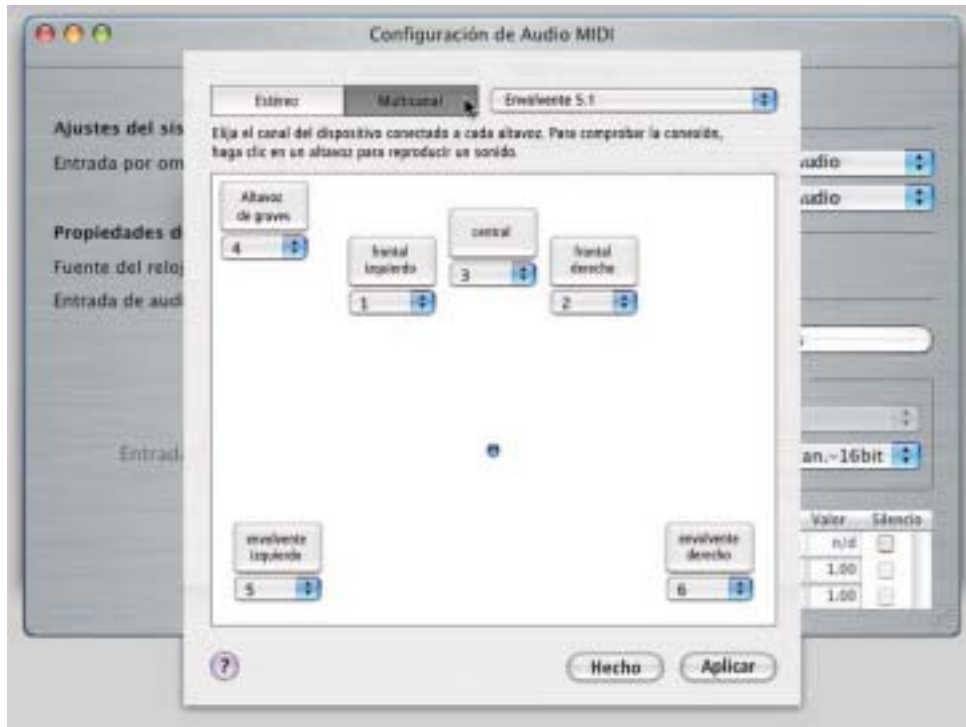 Configuración de Audio MIDI
Estéreo Multicanal Envolvente 5.1
Elija el canal del dispositivo conectado a cada altavoz. Para comprobar la conexión,
haga clic en un altavoz para reproducir un sonido.
Ajustes del sis
Entrada por om
udio
udio
Propiedades d
Fuente del reloj
Entrada de audi
Altavoz
de graves
4
frontal
izquierdo
1
central
3
frontal
derecho
2
Entrad
an.-16bit
Valor Silencio
n/d
1.00
1.00
envolvente
izquierdo
5
envolvente
derecho
6
?
Hecho Aplicar